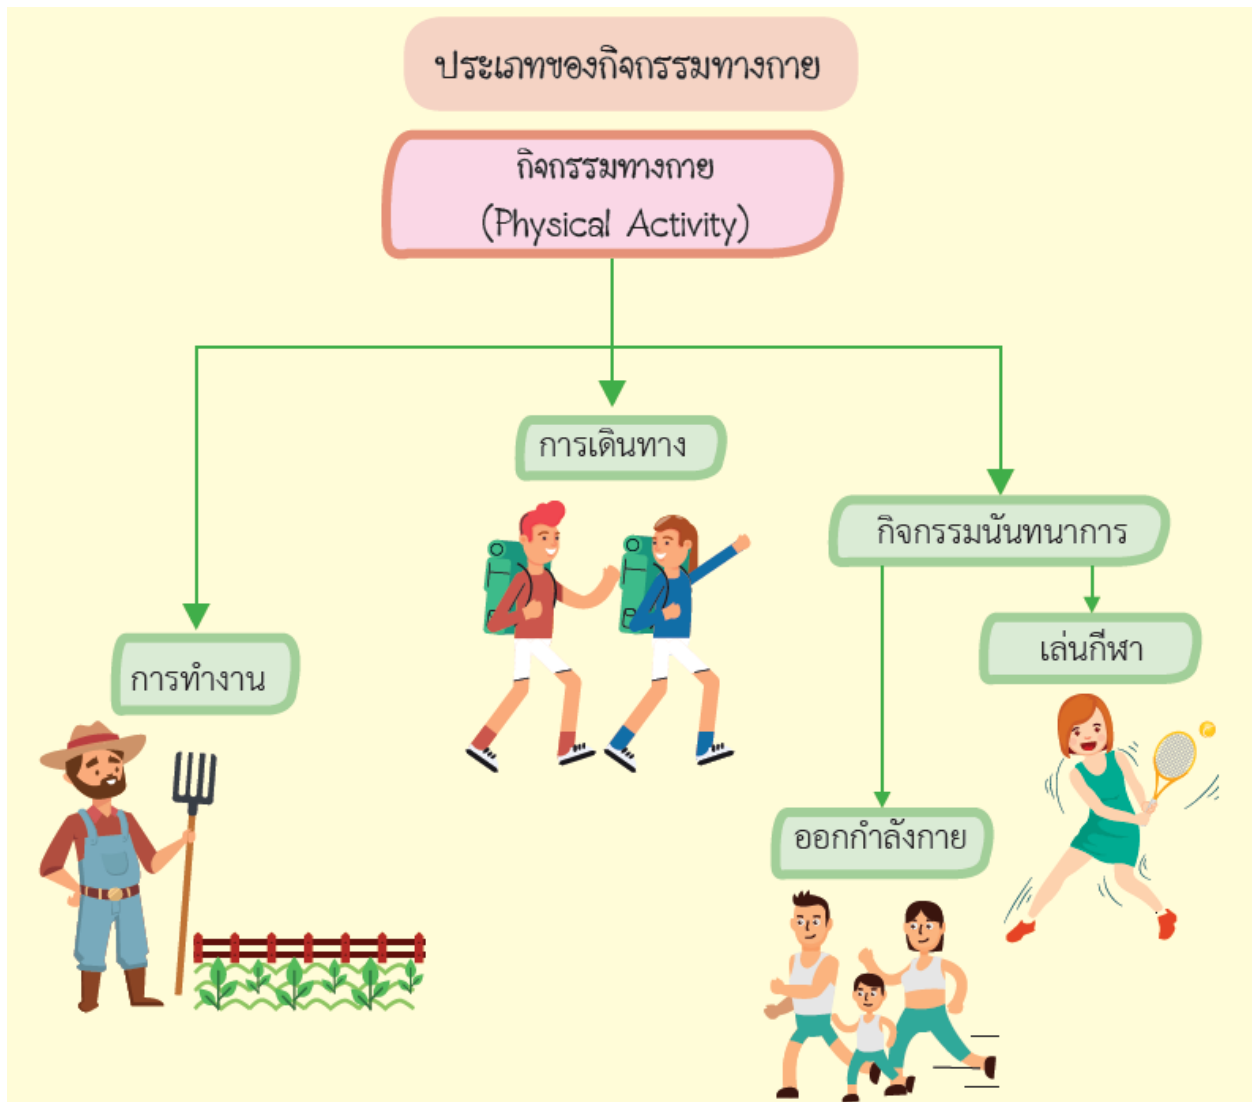 ประเภทของกิจกรรมทางกาย
กิจกรรมทางกาย
(Physical Activity)
การเดินทาง
กิจกรรมนันทนาการ
เล่นกีฬา
การทำงาน
ออกกำลังกาย